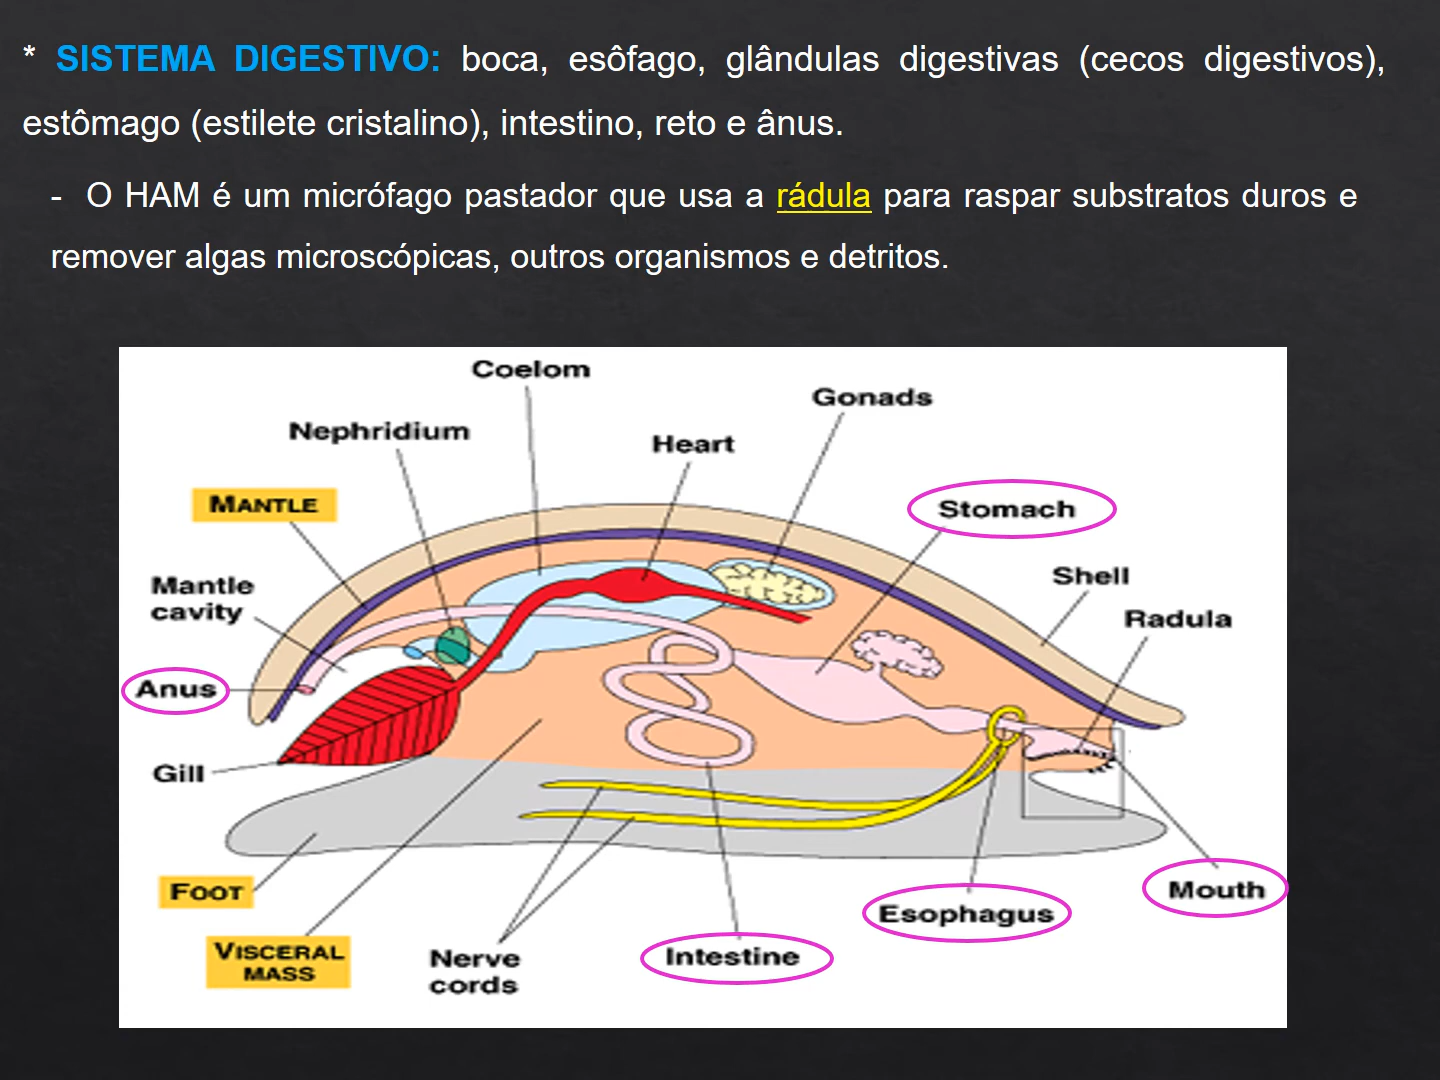 * SISTEMA DIGESTIVO: boca, esôfago, glândulas digestivas (cecos digestivos),
estômago (estilete cristalino), intestino, reto e ânus.
- O HAM é um micrófago pastador que usa a rádula para raspar substratos duros e
remover algas microscópicas, outros organismos e detritos.
Coelom
Gonads
Nephridium
Heart
MANTLE
Stomach
Mantle
cavity
Shell
Radula
Anus
Gill
FOOT
Mouth
Esophagus
VISCERAL
MASS
Nerve
cords
Intestine